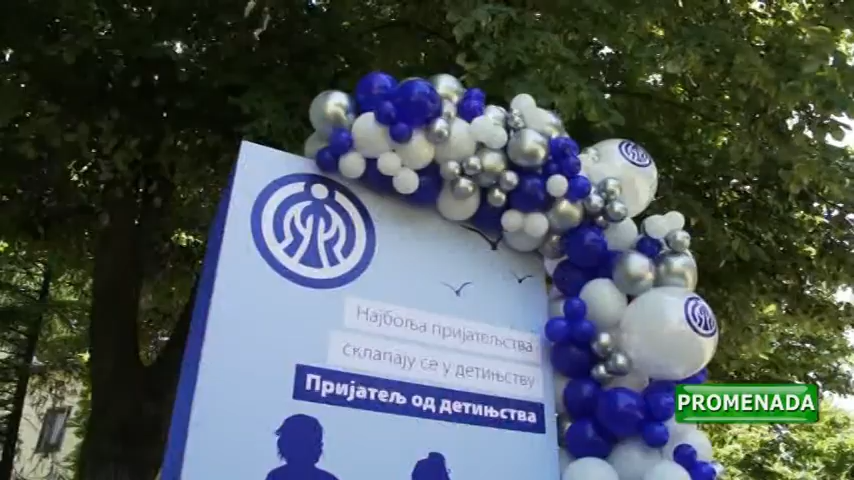 Најбоља пријатељства
склапају се у детињству
Пријатељ од детињства
PROMENADA